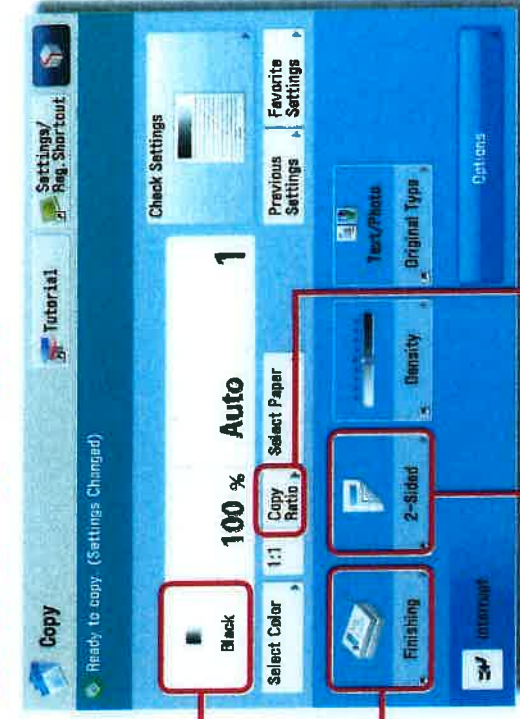 Copy
Tutorial
Settings/
Reg.Shortcut
Ready to copy. (Settings Changed)
Black
100 %
Auto
1
Check Settings
Select Color
1:1
Copy
Ratio
Select Paper
Previous
Settings
Favorite
Settings
Finishing
2-Sided
Density
Text/Photo
Original Type
Interrupt
Options